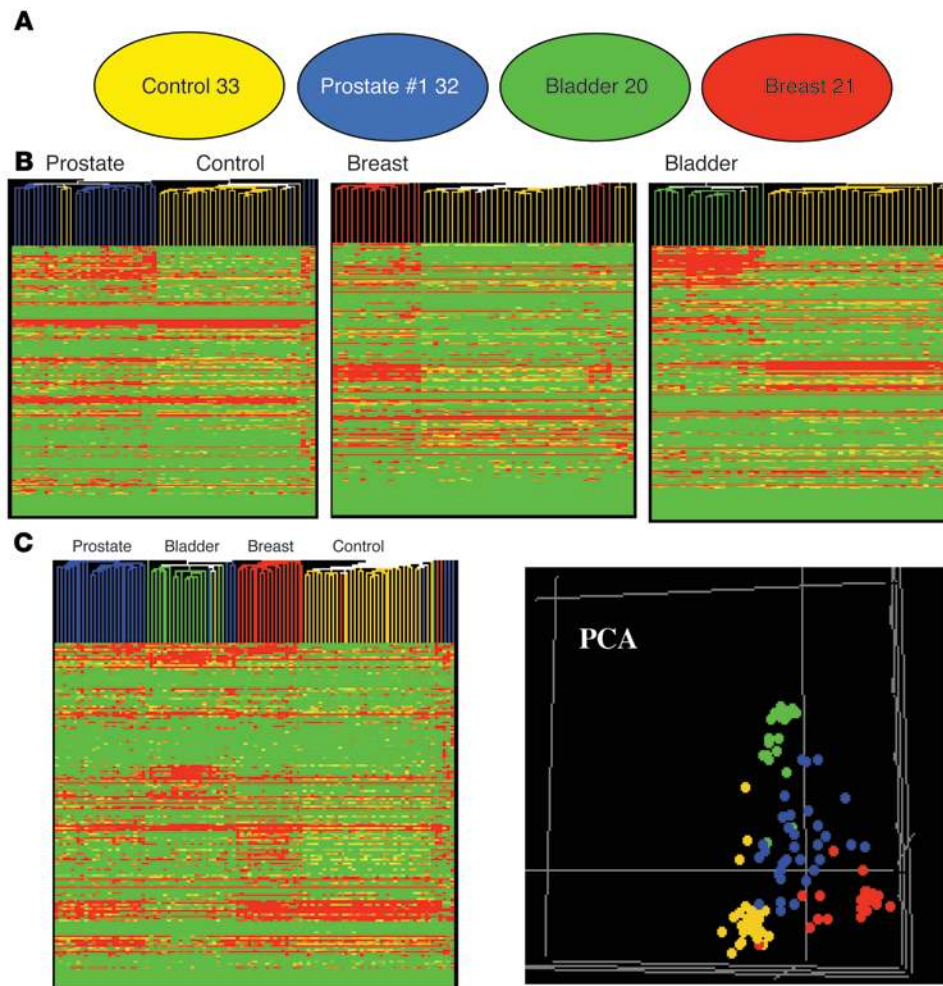 A
Control 33
Prostate #1 32
Bladder 20
Breast 21
B
Prostate Control
Breast
Bladder
C
Prostate Bladder Breast Control
PCA